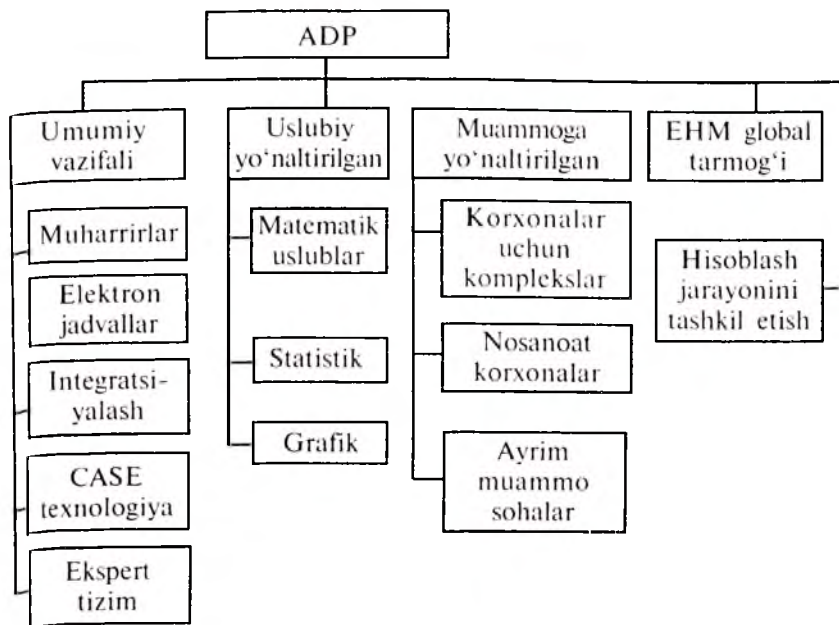 ADP
Umumiy
vazifali
Muharrirlar
Elektron
jadvallar
Integratsi-
yalash
CASE
texnologiya
Ekspert
tizim
Uslubiy
yo‘naltirilgan
Matematik
uslublar
Statistik
Grafik
Muammoga
yo‘naltirilgan
Korxonalar
uchun
komplekslar
Nosanoat
korxonalar
Ayrim
muammo
sohalar
EHM global
tarmog‘i
Hisoblash
jarayonini
tashkil etish